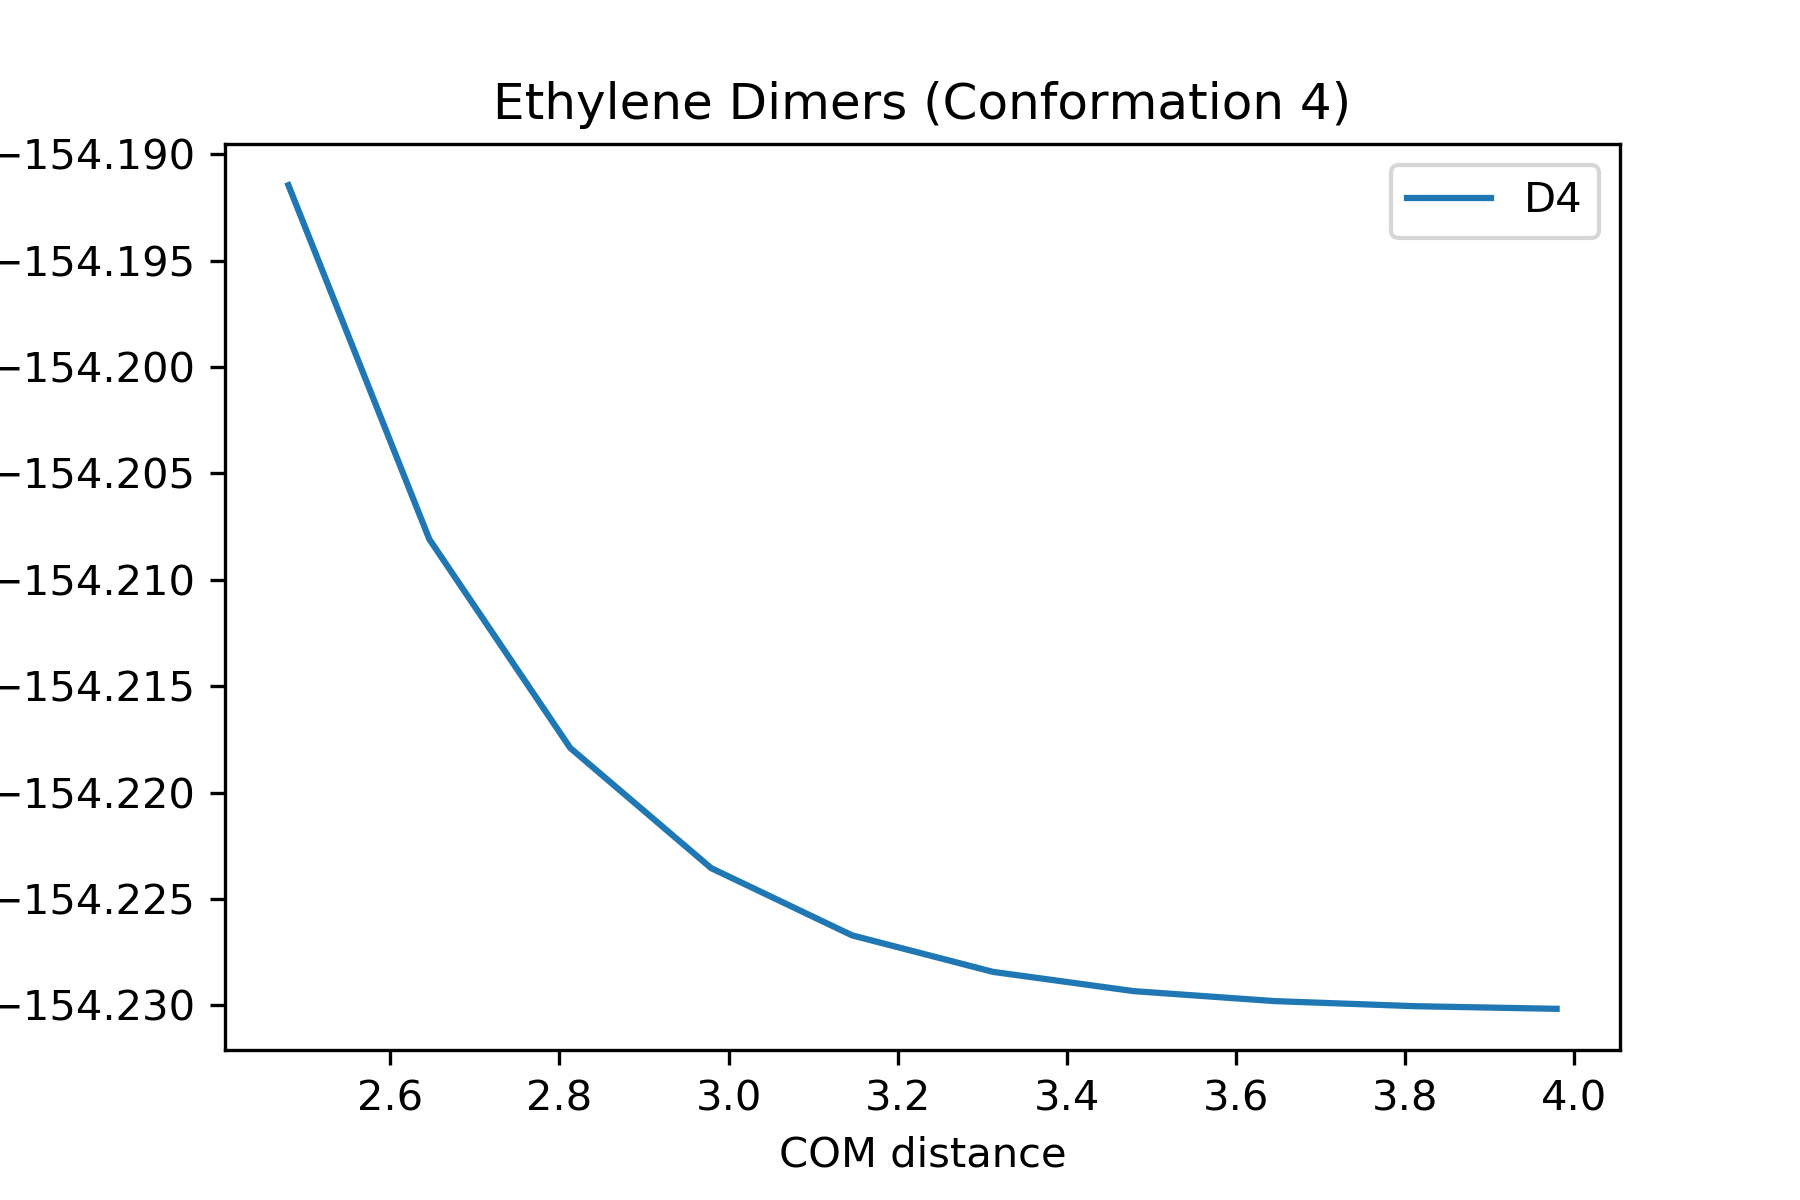 Ethylene Dimers (Conformation 4)
D4
−154.190
−154.195
−154.200
−154.205
−154.210
−154.215
−154.220
−154.225
−154.230
2.6 2.8 3.0 3.2 3.4 3.6 3.8 4.0
COM distance